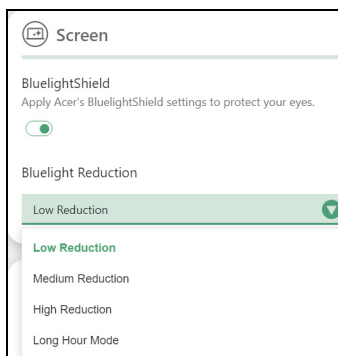 Screen
BluelightShield
Apply Acer's BluelightShield settings to protect your eyes.
Bluelight Reduction
Low Reduction
Low Reduction
Medium Reduction
High Reduction
Long Hour Mode